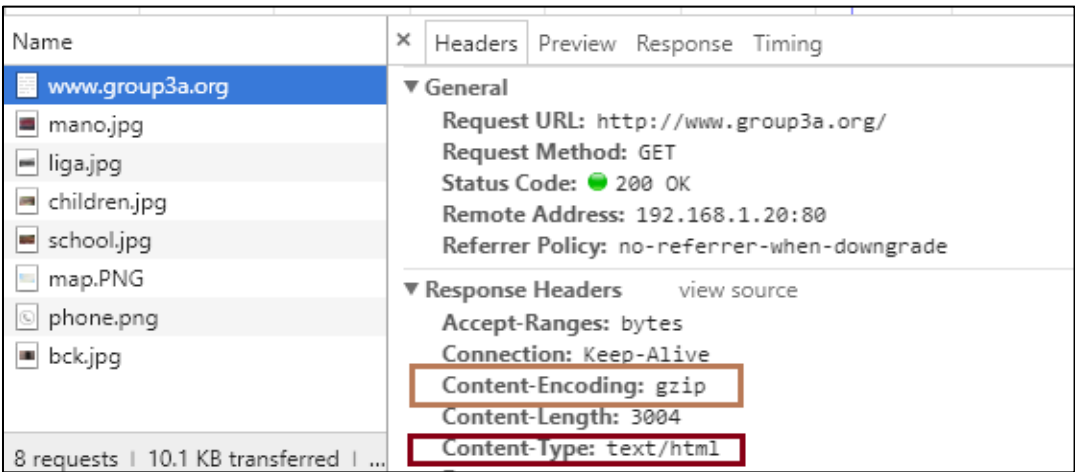 Name
www.group3a.org
mano.jpg
liga.jpg
children.jpg
school.jpg
map.PNG
phone.png
bck.jpg
8 requests | 10.1 KB transferred | ...
× Headers Preview Response Timing
▼ General
Request URL: http://www.group3a.org/
Request Method: GET
Status Code: 200 OK
Remote Address: 192.168.1.20:80
Referrer Policy: no-referrer-when-downgrade
▼ Response Headers view source
Accept-Ranges: bytes
Connection: Keep-Alive
Content-Encoding: gzip
Content-Length: 3004
Content-Type: text/html